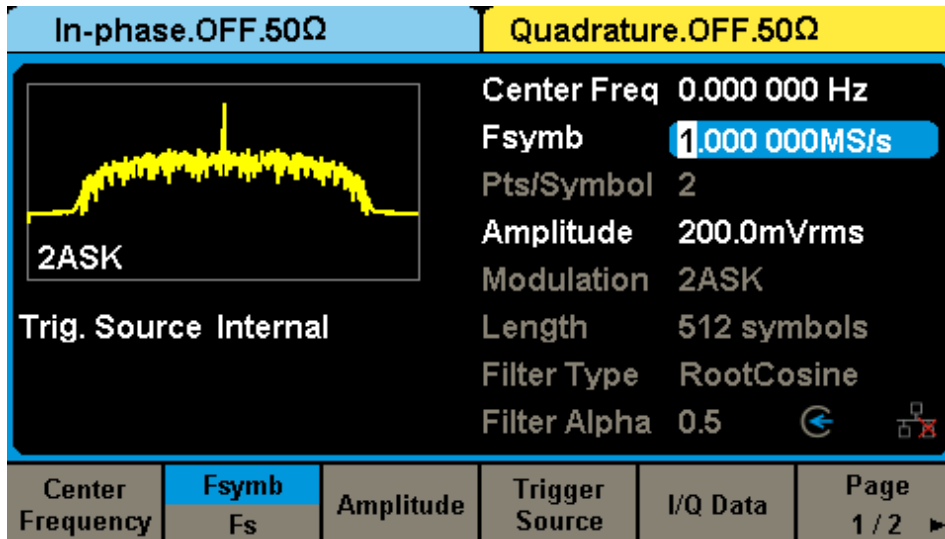 In-phase.OFF.50Ω
Quadrature.OFF.50Ω
2ASK
Trig. Source Internal
Center Freq 0.000 000 Hz
Fsymb 1.000 000MS/s
Pts/Symbol 2
Amplitude 200.0mVrms
Modulation 2ASK
Length 512 symbols
Filter Type RootCosine
Filter Alpha 0.5
Center Frequency
Fsymb
Fs
Amplitude
Trigger Source
I/Q Data
Page 1/2